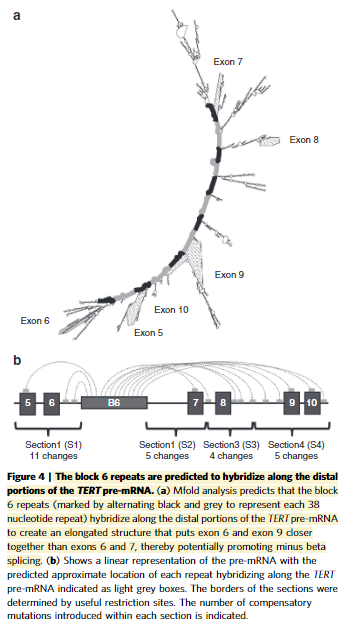 a
Exon 7
Exon 8
Exon 9
Exon 10
Exon 6
Exon 5
b
5 6 B6 7 8 9 10
Section1 (S1) Section1 (S2) Section3 (S3) Section4 (S4)
11 changes 5 changes 4 changes 5 changes
Figure 4 | The block 6 repeats are predicted to hybridize along the distal
portions of the TERT pre-mRNA. (a) Mfold analysis predicts that the block
6 repeats (marked by alternating black and grey to represent each 38
nucleotide repeat) hybridize along the distal portions of the TERT pre-mRNA
to create an elongated structure that puts exon 6 and exon 9 closer
together than exons 6 and 7, thereby potentially promoting minus beta
splicing. (b) Shows a linear representation of the pre-mRNA with the
predicted approximate location of each repeat hybridizing along the TERT
pre-mRNA indicated as light grey boxes. The borders of the sections were
determined by useful restriction sites. The number of compensatory
mutations introduced within each section is indicated.